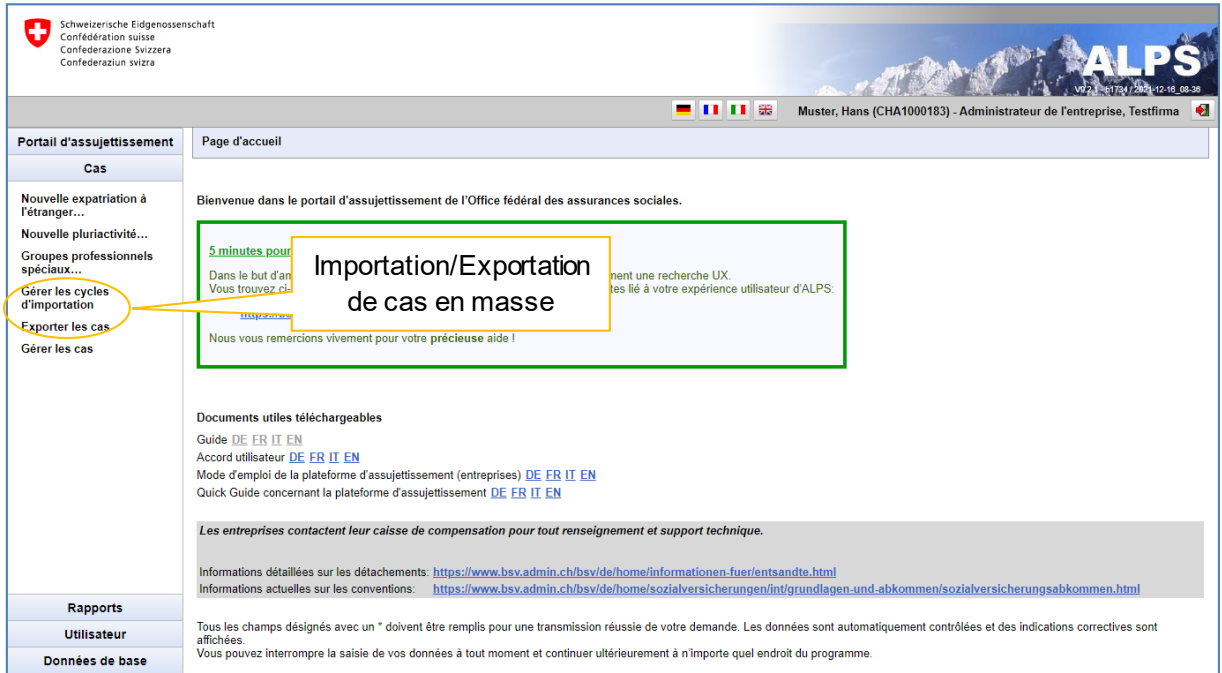 Schweizerische Eidgenossenschaft
Confédération suisse
Confederazione Svizzera
Confederaziun svizra
ALPS
2021-12-16_08-36
Muster, Hans (CHA1000183) - Administrateur de l'entreprise, Testfirma
Portail d'assujettissement
Page d'accueil
Cas
Nouvelle expatriation à
l'étranger…
Nouvelle pluriactivité…
Groupes professionnels
spéciaux…
Gérer les cycles
d'importation
Exporter les cas
Gérer les cas
Bienvenue dans le portail d'assujettissement de l'Office fédéral des assurances sociales.
5 minutes pour
Dans le but d'an
ment une recherche UX.
Vous trouvez ci-
tes lié à votre expérience utilisateur d'ALPS:
Nous vous remercions vivement pour votre précieuse aide !
Importation/Exportation
de cas en masse
Documents utiles téléchargeables
Guide DE FR IT EN
Accord utilisateur DE FR IT EN
Mode d'emploi de la plateforme d'assujettissement (entreprises) DE FR IT EN
Quick Guide concernant la plateforme d'assujettissement DE FR IT EN
Les entreprises contactent leur caisse de compensation pour tout renseignement et support technique.
Informations détaillées sur les détachements: https://www.bsv.admin.ch/bsv/de/home/informationen-fuer/entsandte.html
Informations actuelles sur les conventions: https://www.bsv.admin.ch/bsv/de/home/sozialversicherungen/int/grundlagen-und-abkommen/sozialversicherungsabkommen.html
Tous les champs désignés avec un * doivent être remplis pour une transmission réussie de votre demande. Les données sont automatiquement contrôlées et des indications correctives sont
affichées.
Vous pouvez interrompre la saisie de vos données à tout moment et continuer ultérieurement à n'importe quel endroit du programme.
Rapports
Utilisateur
Données de base